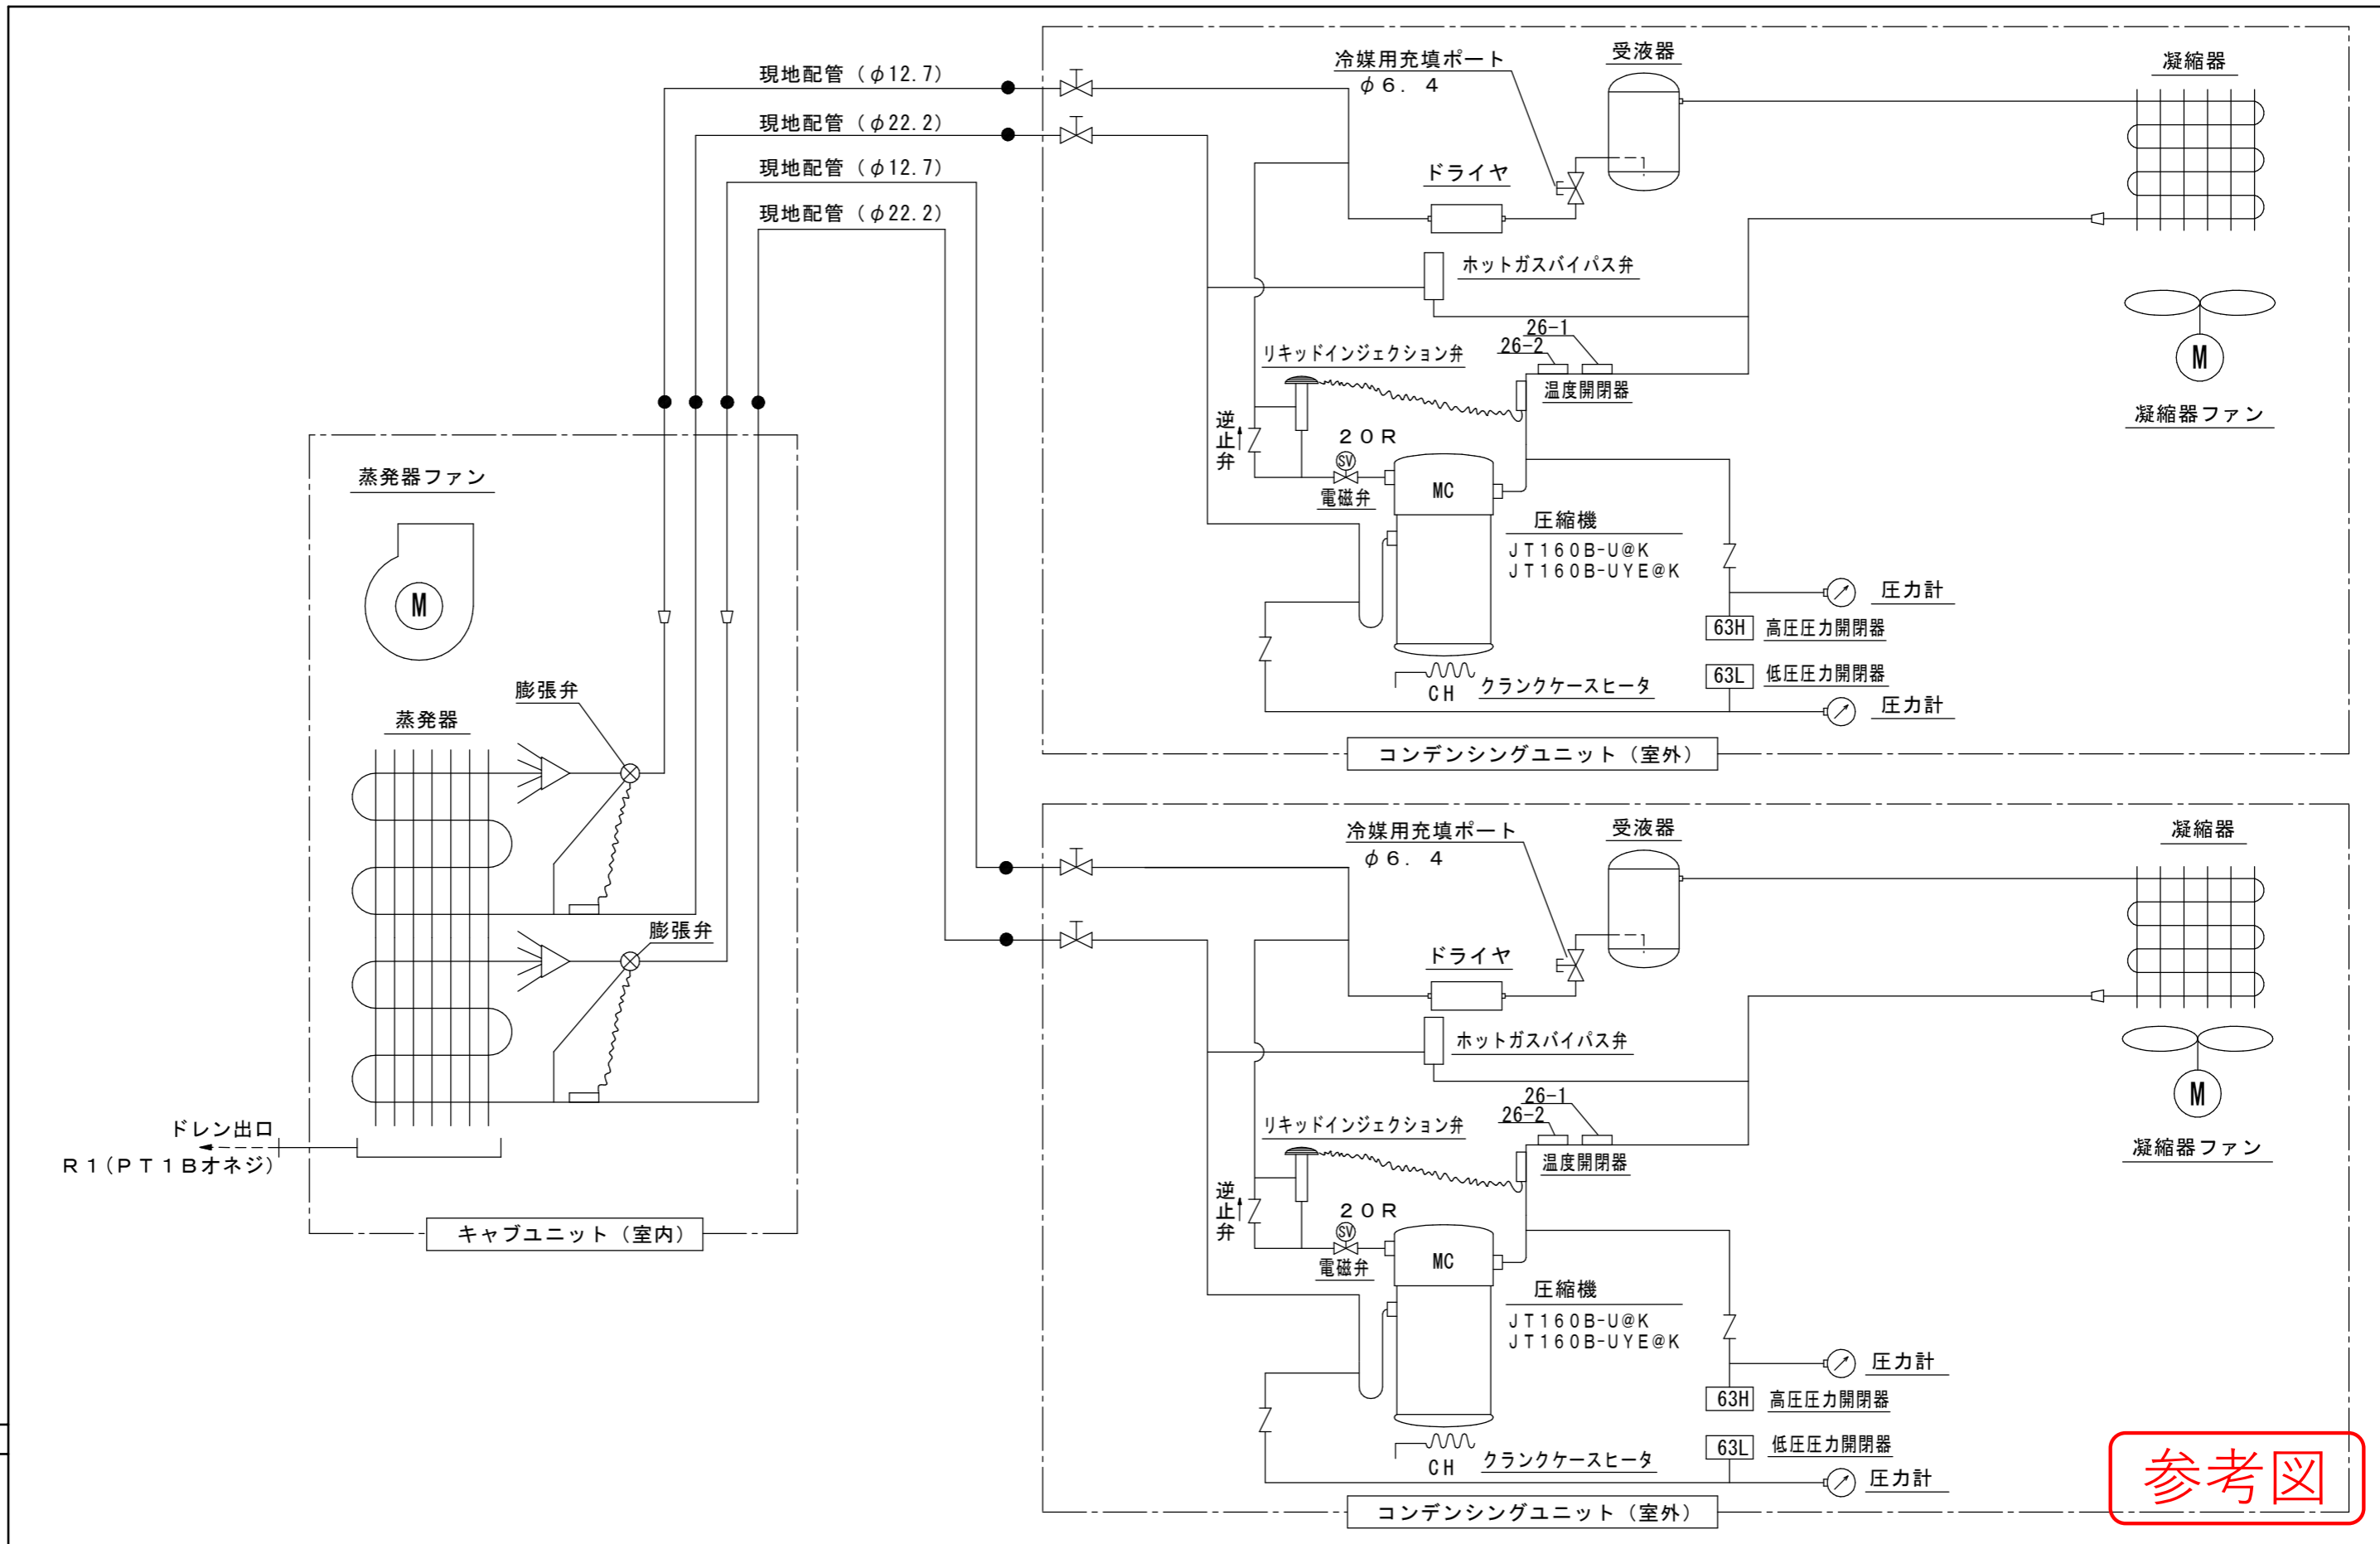 現地配管（φ12.7）
現地配管（φ22.2）
現地配管（φ12.7）
現地配管（φ22.2）
冷媒用充填ポート
φ６．４
受液器
凝縮器
ドライヤ
ホットガスバイパス弁
26-1
26-2
リキッドインジェクション弁
温度開閉器
凝縮器ファン
逆止弁
２０Ｒ
SV
電磁弁
MC
M
圧縮機
ＪＴ１６０Ｂ-Ｕ@Ｋ
ＪＴ１６０Ｂ-ＵＹＥ@Ｋ
圧力計
63H
高圧圧力開閉器
63L
低圧圧力開閉器
圧力計
CH
クランクケースヒータ
コンデンシングユニット（室外）
蒸発器ファン
M
膨張弁
蒸発器
膨張弁
ドレン出口
Ｒ１(ＰＴ１Ｂオネジ)
キャブユニット（室内）
冷媒用充填ポート
φ６．４
受液器
凝縮器
ドライヤ
ホットガスバイパス弁
26-1
26-2
リキッドインジェクション弁
温度開閉器
M
凝縮器ファン
逆止弁
２０Ｒ
SV
電磁弁
MC
圧縮機
ＪＴ１６０Ｂ-Ｕ@Ｋ
ＪＴ１６０Ｂ-ＵＹＥ@Ｋ
圧力計
63H
高圧圧力開閉器
63L
低圧圧力開閉器
圧力計
CH
クランクケースヒータ
コンデンシングユニット（室外）
参考図